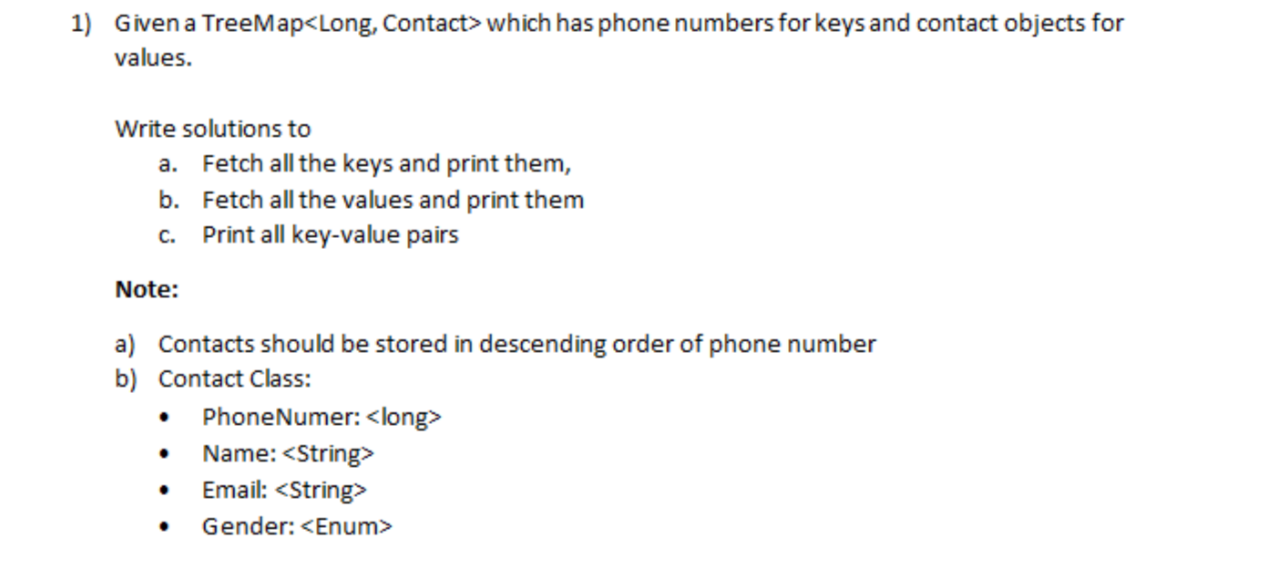 1) Given a TreeMap<Long, Contact> which has phone numbers for keys and contact objects for
values.
Write solutions to
a. Fetch all the keys and print them,
b. Fetch all the values and print them
c. Print all key-value pairs
Note:
a) Contacts should be stored in descending order of phone number
b) Contact Class:
• PhoneNumer: <long>
• Name: <String>
• Email: <String>
• Gender: <Enum>